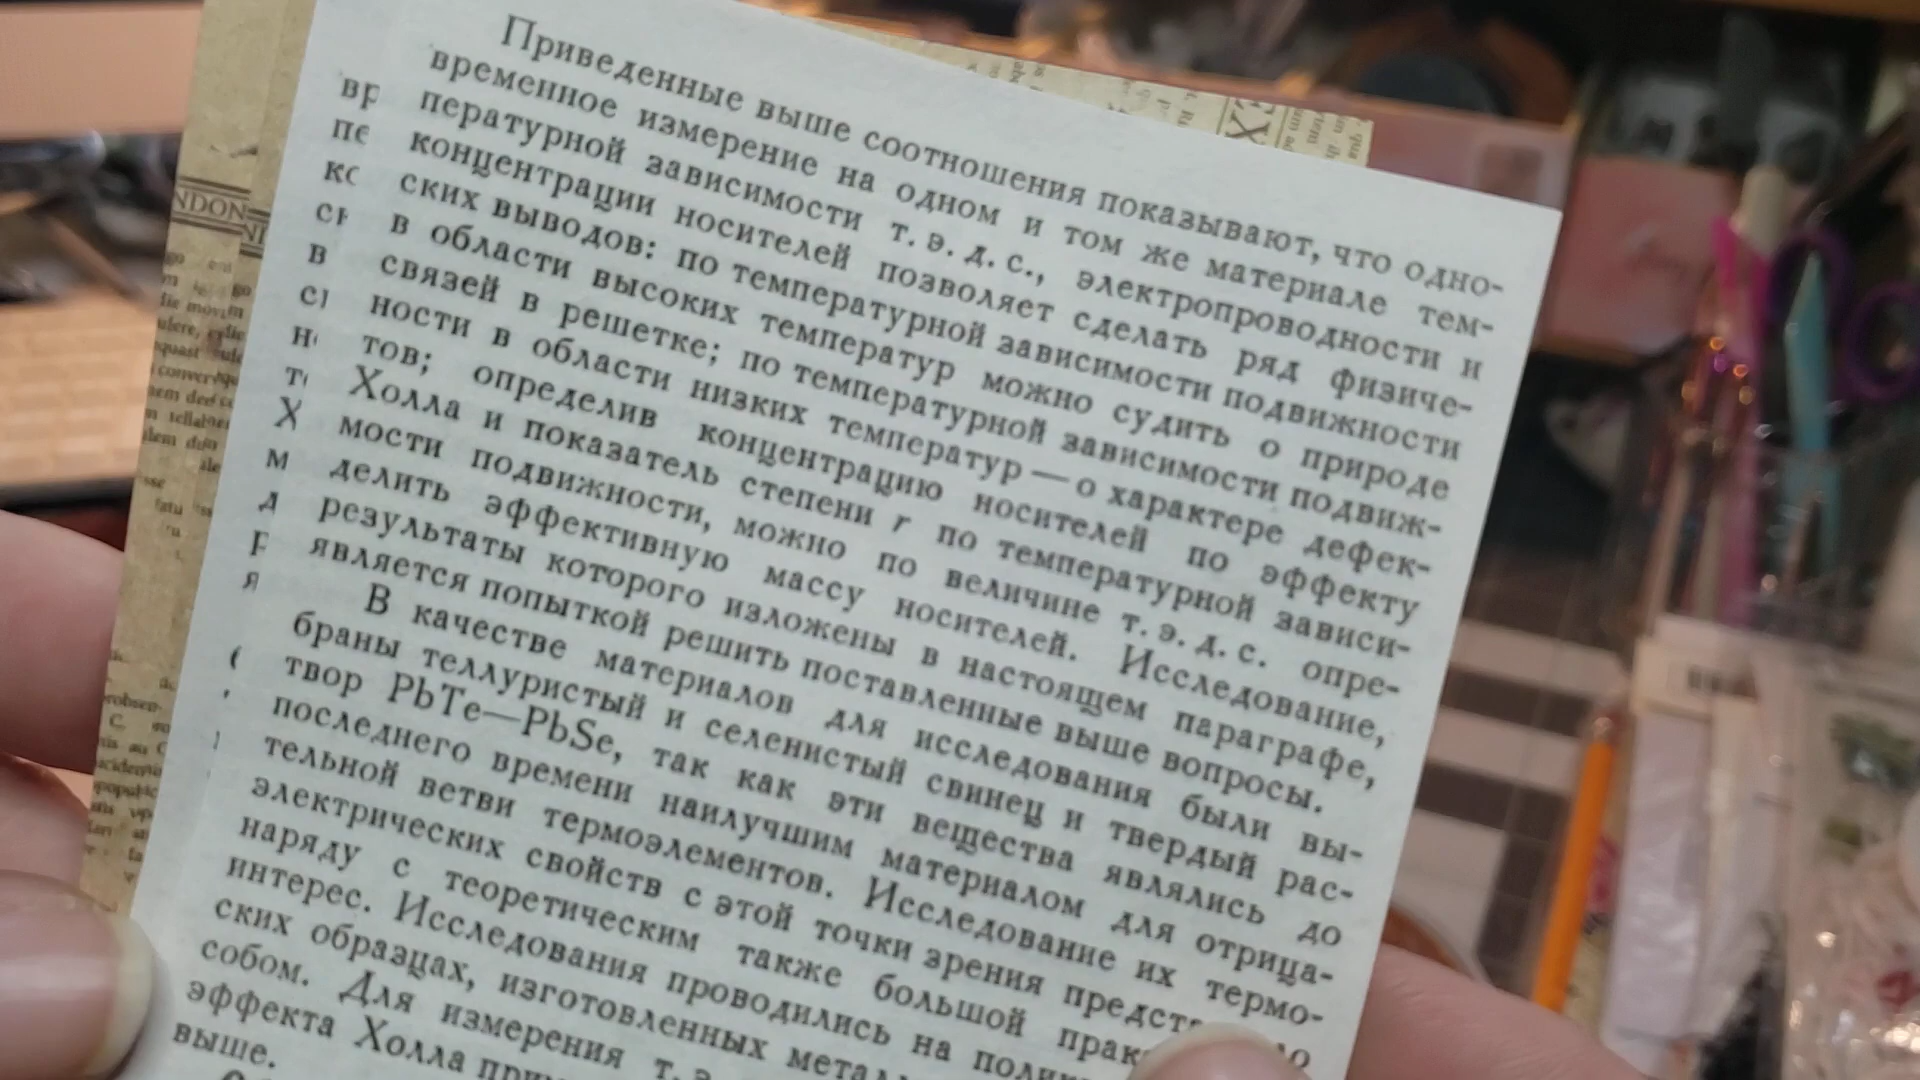 Приведенные выше соотношения показывают, что одно-
временное измерение на одном и том же материале тем-
пературной зависимости т. э. д. с., электропроводности и
концентрации носителей позволяет сделать ряд физиче-
ских выводов: по температурной зависимости подвижности
в области высоких температур можно судить о природе
связей в решетке; по температурной зависимости подвиж-
ности в области низких температур — о характере дефек-
тов; определив концентрацию носителей по эффекту
Холла и показатель степени r по температурной зависи-
мости подвижности, можно по величине т. э. д. с. опре-
делить эффективную массу носителей. Исследование,
результаты которого изложены в настоящем параграфе,
является попыткой решить поставленные выше вопросы.
В качестве материалов для исследования были вы-
браны теллуристый и селенистый свинец и твердый рас-
твор PbTe—PbSe, так как эти вещества являлись до
последнего времени наилучшим материалом для отрица-
тельной ветви термоэлементов. Исследование их термо-
электрических свойств с этой точки зрения
наряду с теоретическим также большой
интерес. Исследования проводились на
ских образцах, изготовленных
собом. Для измерения т. э
эффекта Холла
выше.
NDON